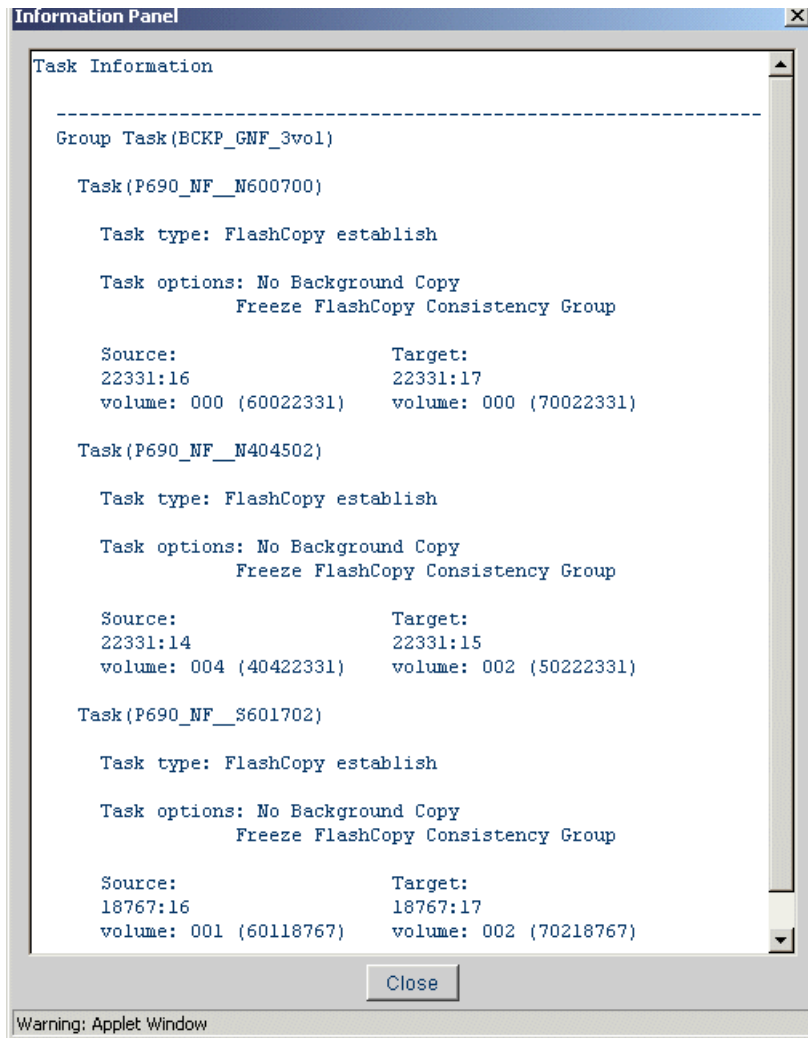 Information Panel
Task Information
---------------------------------------------------------------
Group Task(BCKP_GNF_3vol)
Task(P690_NF__N600700)
Task type: FlashCopy establish
Task options: No Background Copy
Freeze FlashCopy Consistency Group
Source: Target:
22331:16 22331:17
volume: 000 (60022331) volume: 000 (70022331)
Task(P690_NF__N404502)
Task type: FlashCopy establish
Task options: No Background Copy
Freeze FlashCopy Consistency Group
Source: Target:
22331:14 22331:15
volume: 004 (40422331) volume: 002 (50222331)
Task(P690_NF__S601702)
Task type: FlashCopy establish
Task options: No Background Copy
Freeze FlashCopy Consistency Group
Source: Target:
18767:16 18767:17
volume: 001 (60118767) volume: 002 (70218767)
Close
Warning: Applet Window